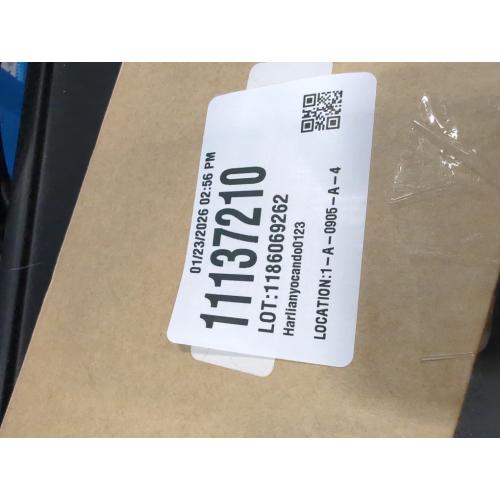 01/23/2026 02:56 PM
11137210
LOT:1186069262
Harlianyocando0123
LOCATION:1-A-0905-A-4